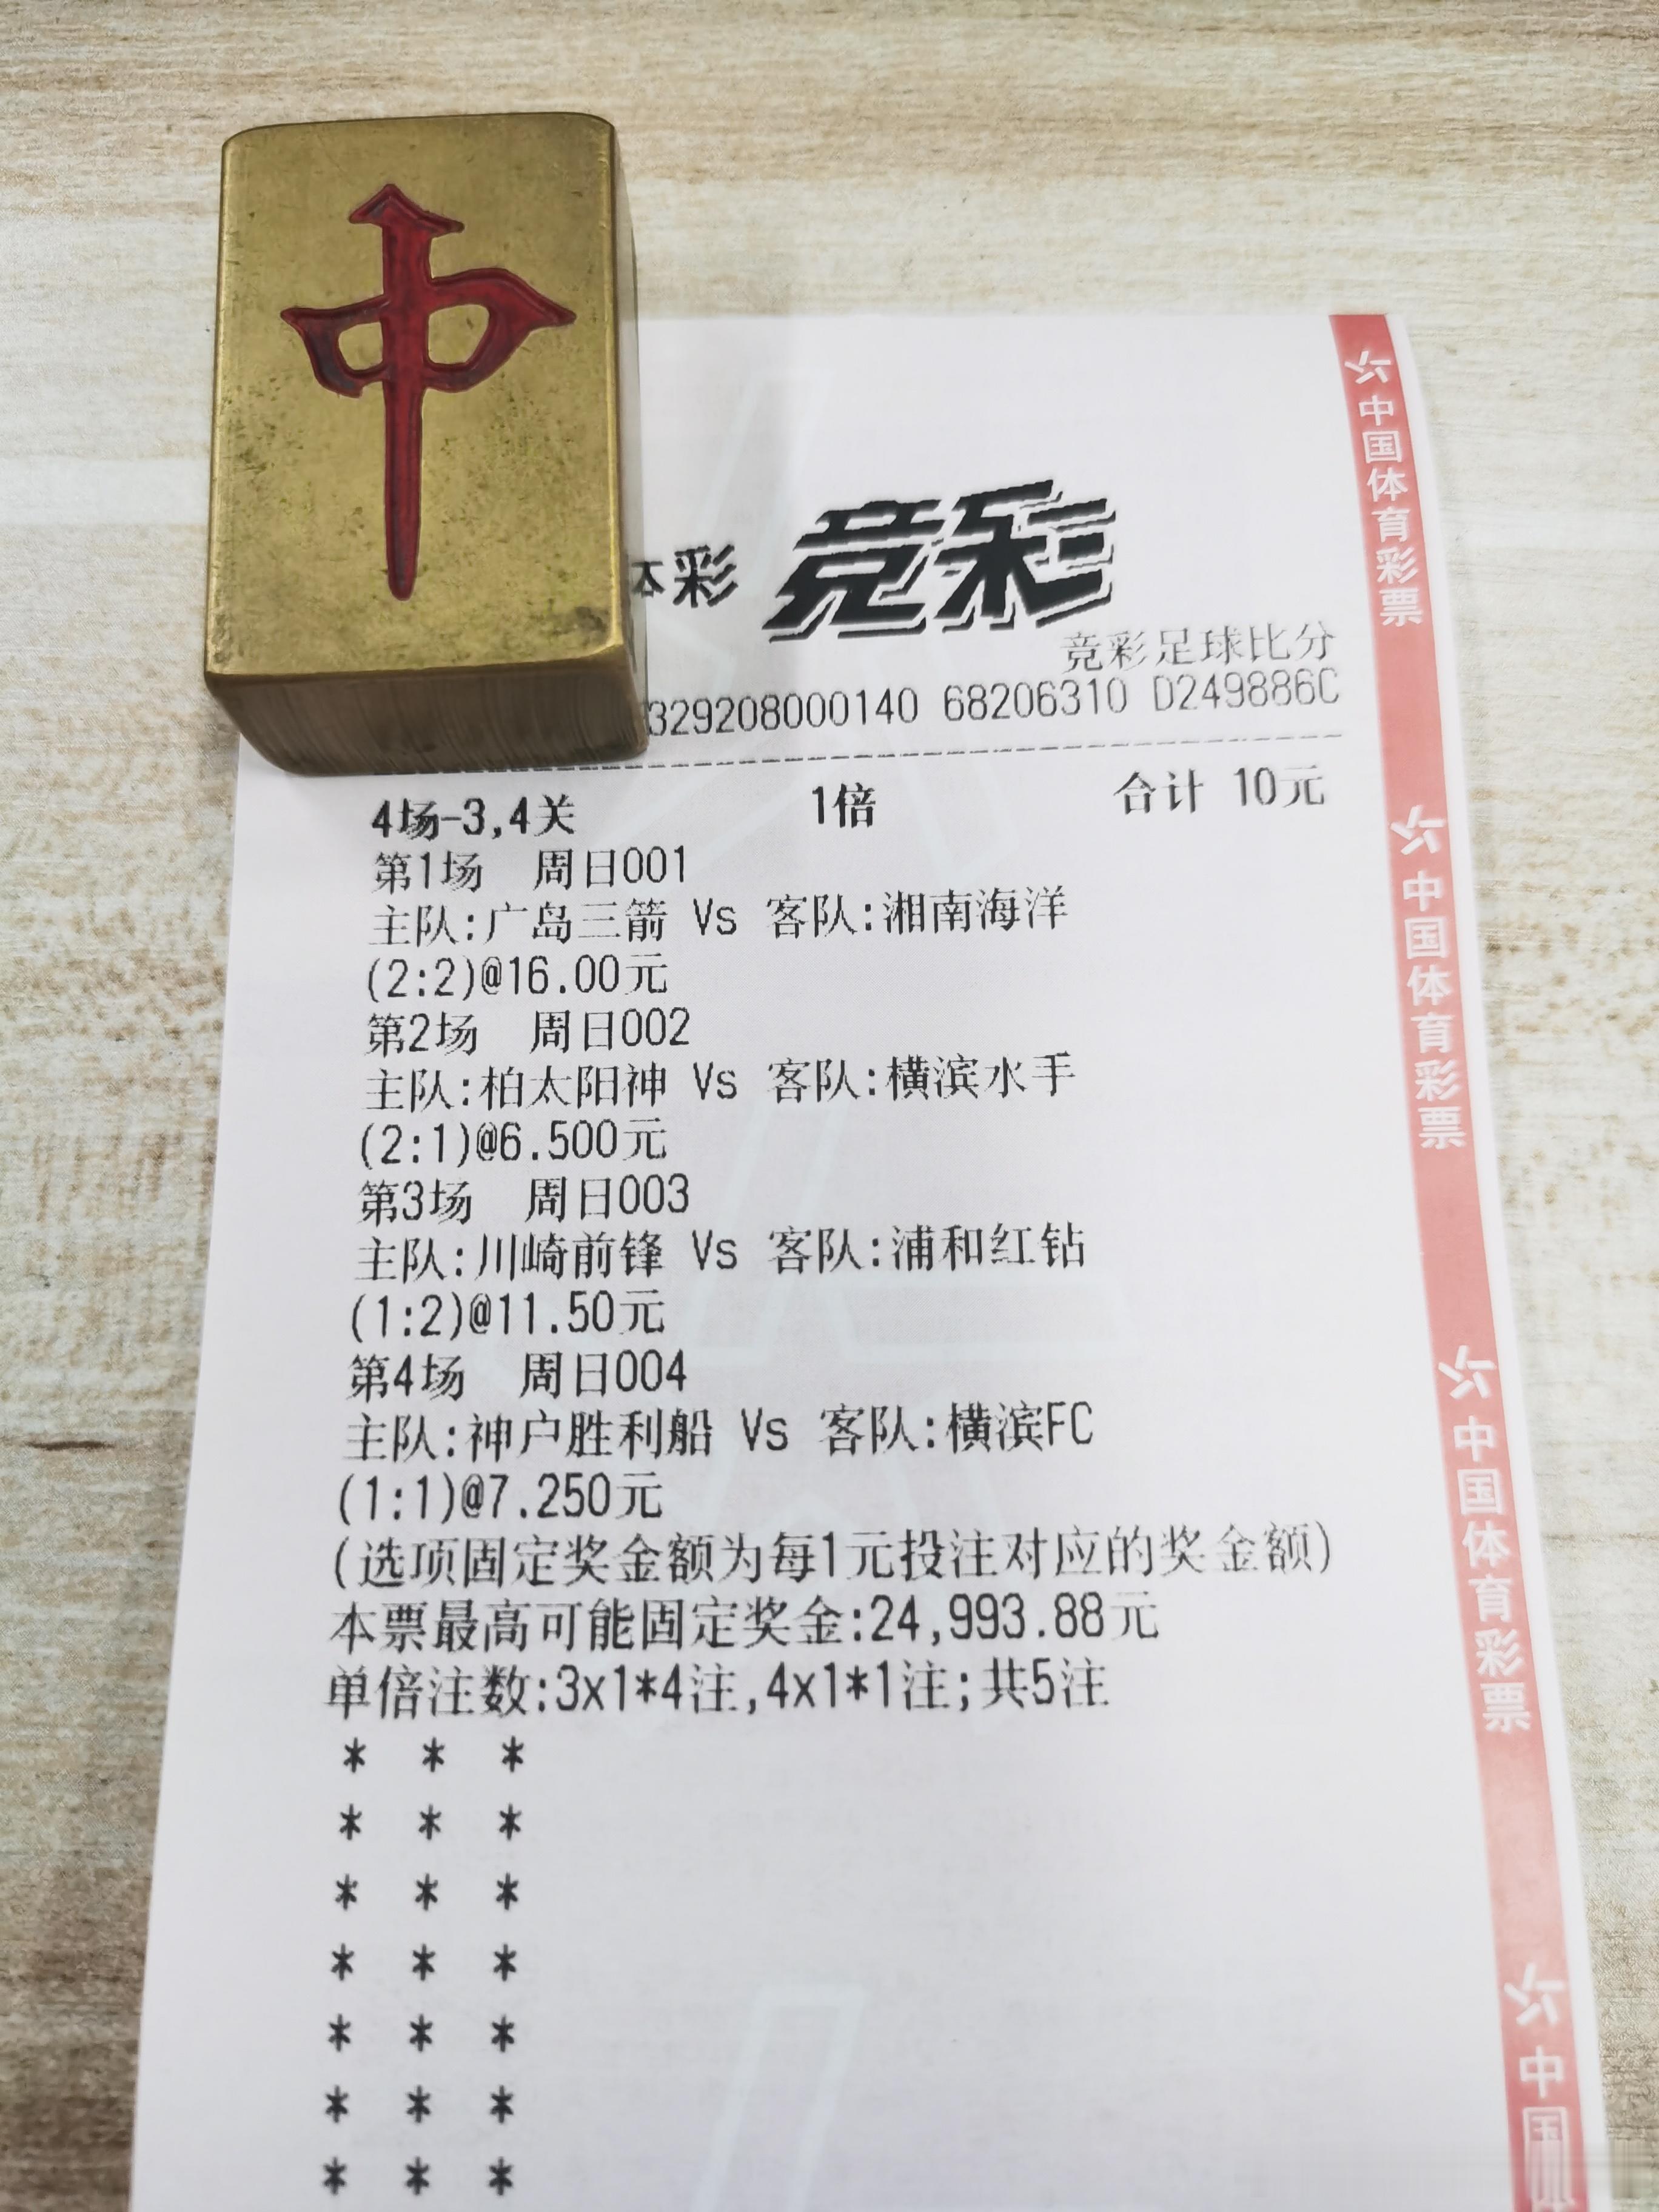 中
彩 竞彩
竞彩足球比分
329208000140 68206310 D249886C
4场-3,4关 1倍 合计 10元
第1场 周日001
主队:广岛三箭 Vs 客队:湘南海洋
(2:2)@16.00元
第2场 周日002
主队:柏太阳神 Vs 客队:横滨水手
(2:1)@6.500元
第3场 周日003
主队:川崎前锋 Vs 客队:浦和红钻
(1:2)@11.50元
第4场 周日004
主队:神户胜利船 Vs 客队:横滨FC
(1:1)@7.250元
(选项固定奖金额为每1元投注对应的奖金额)
本票最高可能固定奖金:24,993.88元
单倍注数:3x1*4注,4x1*1注;共5注
* * *
* * *
* * *
* * *
* * *
* * *
* * *
中国体育彩票
中国体育彩票
中国体育彩票
中国